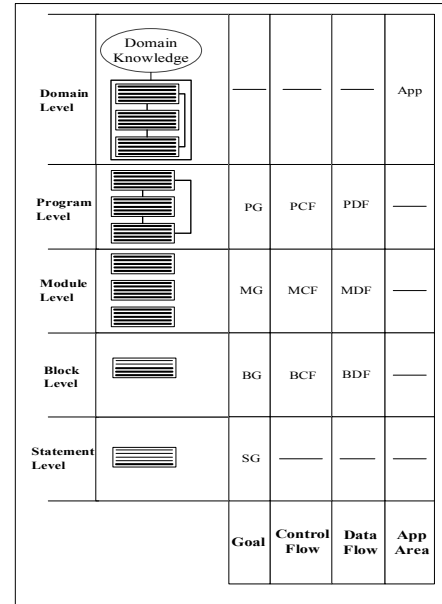 Domain
Knowledge
Domain
Level
— — — App
Program
Level
PG PCF PDF —
Module
Level
MG MCF MDF —
Block
Level
BG BCF BDF —
Statement
Level
SG — — —
Goal Control
Flow Data
Flow App
Area